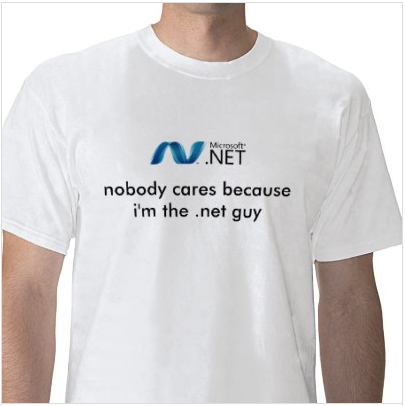 Microsoft®
.NET
nobody cares because
i'm the .net guy